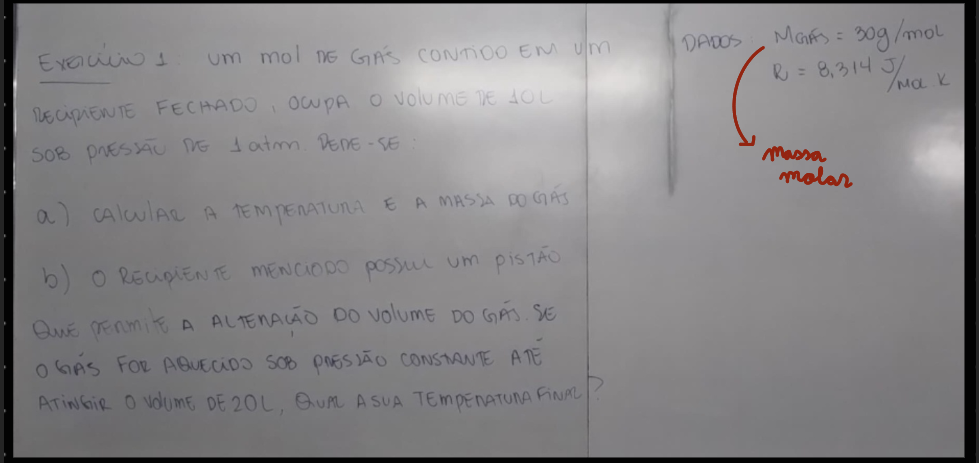 Exercício 1: Um mol DE GÁS CONTIDO EM UM
RECIPIENTE FECHADO, OCUPA O VOLUME DE 10L
SOB PRESSÃO DE 1 atm. PEDE-SE:
a) CALCULAR A TEMPERATURA E A MASSA DO GÁS
b) O RECIPIENTE MENCIODO POSSUI UM PISTÃO
QUE PERMITE A ALTERAÇÃO DO VOLUME DO GÁS. SE
O GÁS FOR AQUECIDO SOB PRESSÃO CONSTANTE ATÉ
ATINGIR O VOLUME DE 20L, QUAL A SUA TEMPERATURA FINAL?
DADOS MGÁS = 30g/mol
R = 8,314 J/mol K
massa
molar